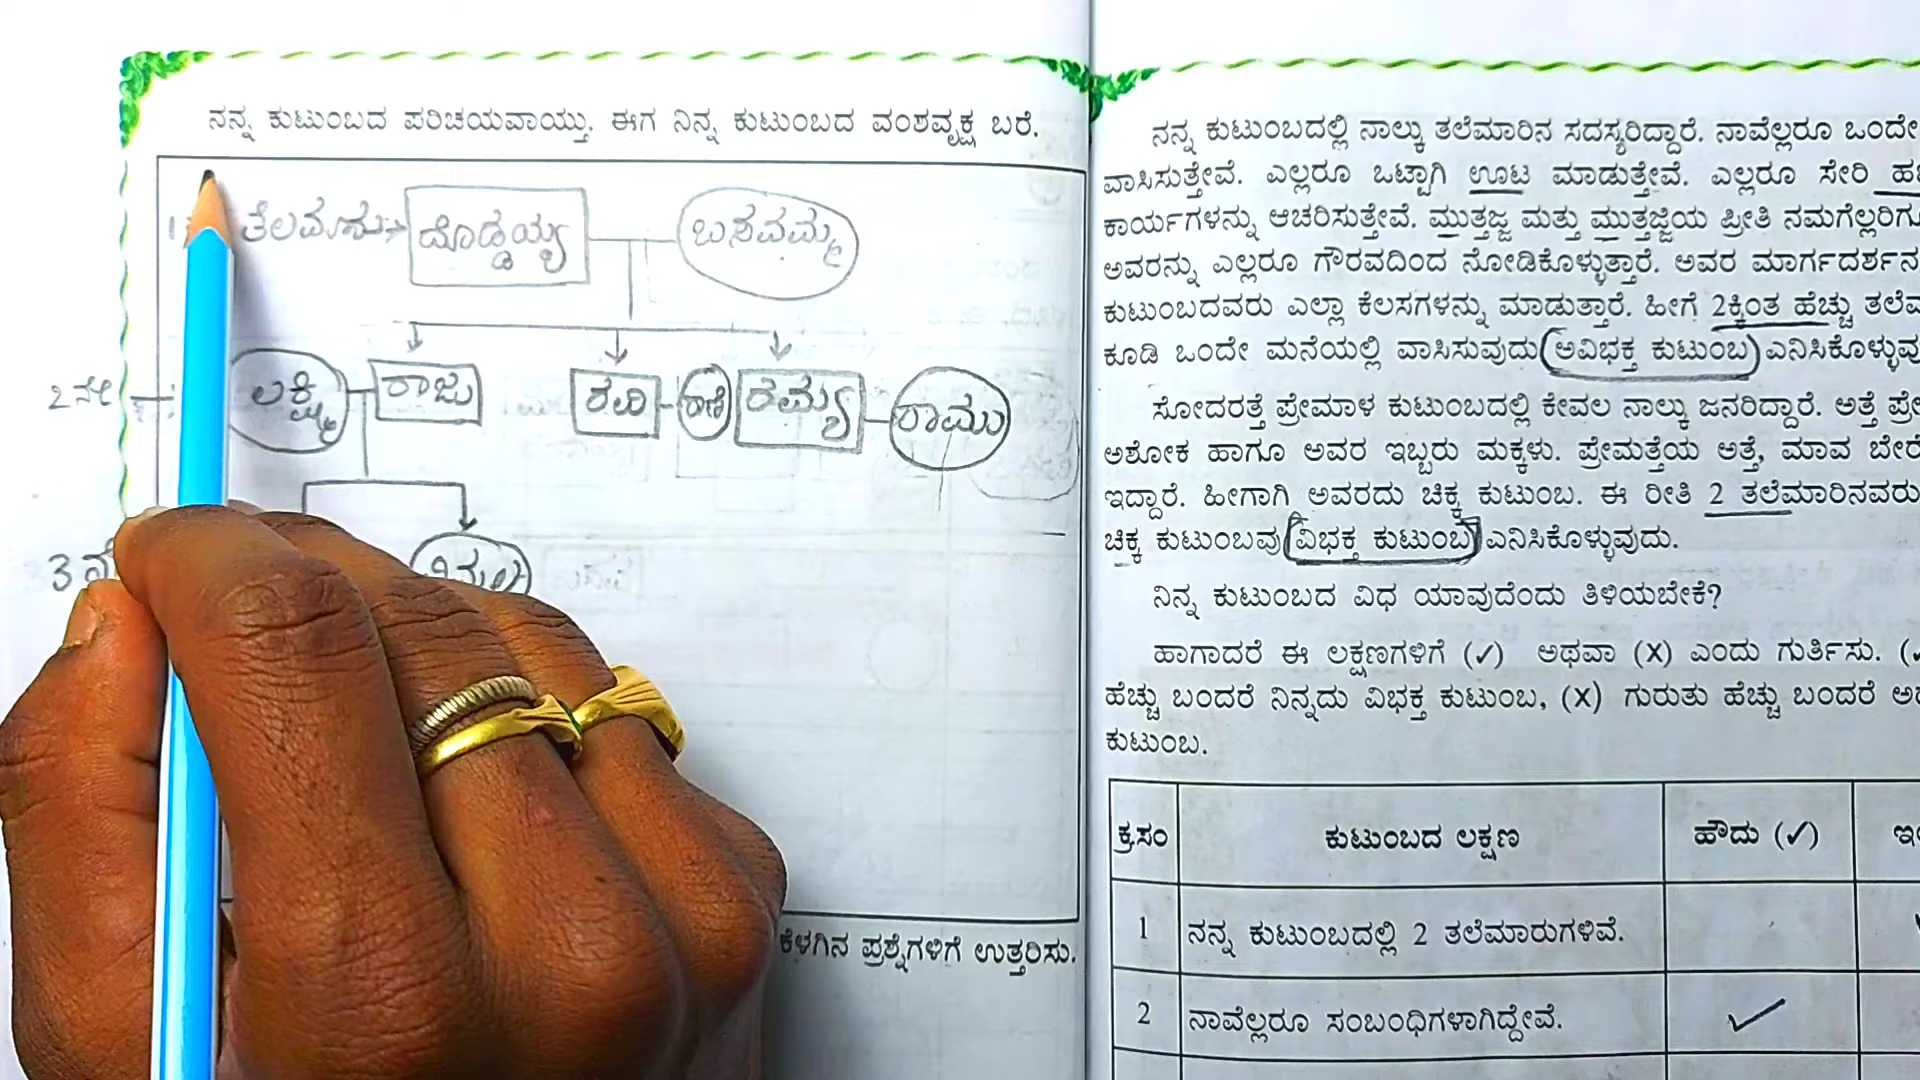 ನನ್ನ ಕುಟುಂಬದ ಪರಿಚಯವಾಯ್ತು. ಈಗ ನಿನ್ನ ಕುಟುಂಬದ ವಂಶವೃಕ್ಷ ಬರೆ.
ದೊಡ್ಡಯ್ಯ ಬಸವಮ್ಮ
2ನೇ ಲಕ್ಷ್ಮಿ ರಾಜು ರವಿ ರಮ್ಯ ರಾಮು
3ನೇ
ಕೆಳಗಿನ ಪ್ರಶ್ನೆಗಳಿಗೆ ಉತ್ತರಿಸು.
ನನ್ನ ಕುಟುಂಬದಲ್ಲಿ ನಾಲ್ಕು ತಲೆಮಾರಿನ ಸದಸ್ಯರಿದ್ದಾರೆ. ನಾವೆಲ್ಲರೂ ಒಂದೇ
ವಾಸಿಸುತ್ತೇವೆ. ಎಲ್ಲರೂ ಒಟ್ಟಾಗಿ ಊಟ ಮಾಡುತ್ತೇವೆ. ಎಲ್ಲರೂ ಸೇರಿ
ಕಾರ್ಯಗಳನ್ನು ಆಚರಿಸುತ್ತೇವೆ. ಮುತ್ತಜ್ಜ ಮತ್ತು ಮುತ್ತಜ್ಜಿಯ ಪ್ರೀತಿ
ಅವರನ್ನು ಎಲ್ಲರೂ ಗೌರವದಿಂದ ನೋಡಿಕೊಳ್ಳುತ್ತಾರೆ. ಅವರ ಮಾರ್ಗದರ್ಶನ
ಕುಟುಂಬದವರು ಎಲ್ಲಾ ಕೆಲಸಗಳನ್ನು ಮಾಡುತ್ತಾರೆ. ಹೀಗೆ 2ಕ್ಕಿಂತ ಹೆಚ್ಚು
ಕೂಡಿ ಒಂದೇ ಮನೆಯಲ್ಲಿ ವಾಸಿಸುವುದು ಅವಿಭಕ್ತ ಕುಟುಂಬ ಎನಿಸಿಕೊಳ್ಳುವು
ಸೋದರತ್ತೆ ಪ್ರೇಮಾಳ ಕುಟುಂಬದಲ್ಲಿ ಕೇವಲ ನಾಲ್ಕು ಜನರಿದ್ದಾರೆ. ಅತ್ತೆ
ಅಶೋಕ ಹಾಗೂ ಅವರ ಇಬ್ಬರು ಮಕ್ಕಳು. ಪ್ರೇಮತ್ತೆಯ ಅತ್ತೆ, ಮಾವ ಬೇರೆ
ಇದ್ದಾರೆ. ಹೀಗಾಗಿ ಅವರದು ಚಿಕ್ಕ ಕುಟುಂಬ. ಈ ರೀತಿ 2 ತಲೆಮಾರಿನವರು
ಚಿಕ್ಕ ಕುಟುಂಬವು ವಿಭಕ್ತ ಕುಟುಂಬ ಎನಿಸಿಕೊಳ್ಳುವುದು.
ನಿನ್ನ ಕುಟುಂಬದ ವಿಧ ಯಾವುದೆಂದು ತಿಳಿಯಬೇಕೆ?
ಹಾಗಾದರೆ ಈ ಲಕ್ಷಣಗಳಿಗೆ (✓) ಅಥವಾ (X) ಎಂದು ಗುರ್ತಿಸು.
ಹೆಚ್ಚು ಬಂದರೆ ನಿನ್ನದು ವಿಭಕ್ತ ಕುಟುಂಬ, (X) ಗುರುತು ಹೆಚ್ಚು ಬಂದರೆ
ಕುಟುಂಬ.
ಕ್ರ.ಸಂ ಕುಟುಂಬದ ಲಕ್ಷಣ ಹೌದು (✓)
1 ನನ್ನ ಕುಟುಂಬದಲ್ಲಿ 2 ತಲೆಮಾರುಗಳಿವೆ.
2 ನಾವೆಲ್ಲರೂ ಸಂಬಂಧಿಗಳಾಗಿದ್ದೇವೆ. ✓